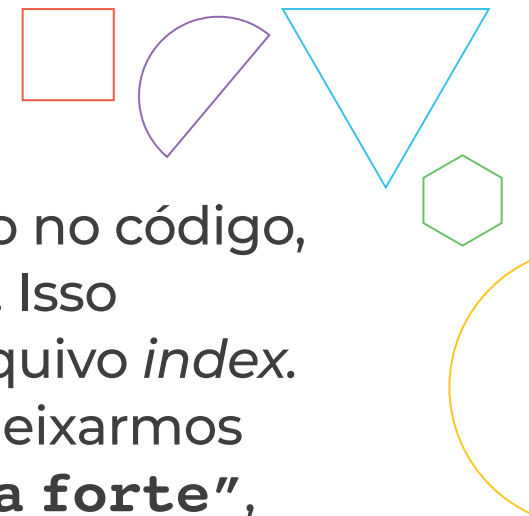 o no código,
. Isso
quivo index.
eixarmos
a forte",